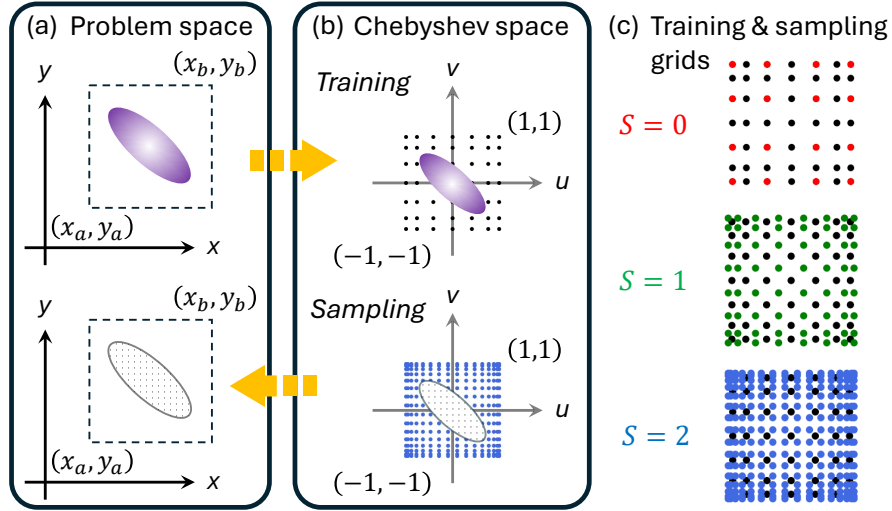 (a) Problem space
y
(x_b, y_b)
(x_a, y_a)
x
y
(x_b, y_b)
(x_a, y_a)
x
(b) Chebyshev space
Training
v
(1,1)
u
(−1, −1)
Sampling
v
(1,1)
u
(−1, −1)
(c) Training & sampling
grids
S = 0
S = 1
S = 2